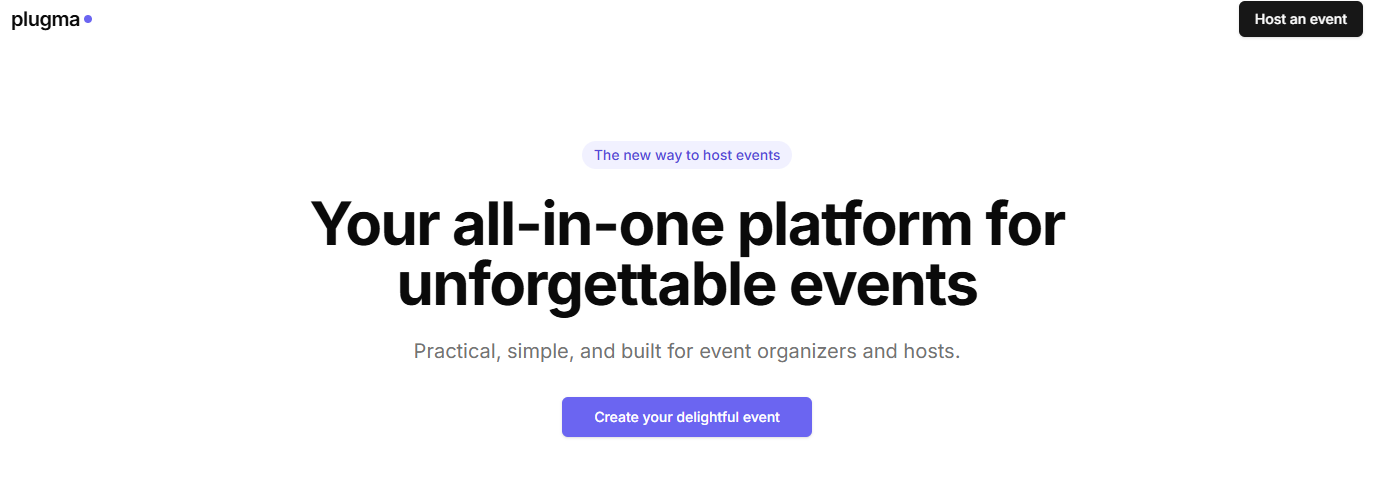 plugma
Host an event
The new way to host events
Your all-in-one platform for
unforgettable events
Practical, simple, and built for event organizers and hosts.
Create your delightful event